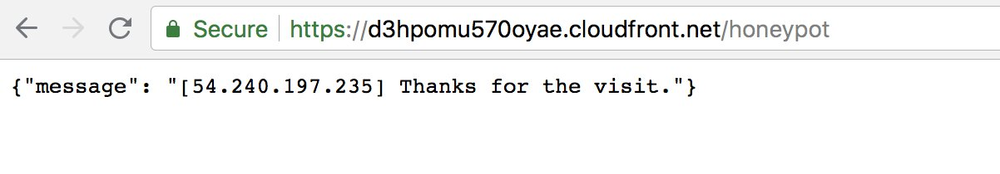 Secure https://d3hpomu570oyae.cloudfront.net/honeypot
{"message": "[54.240.197.235] Thanks for the visit."}